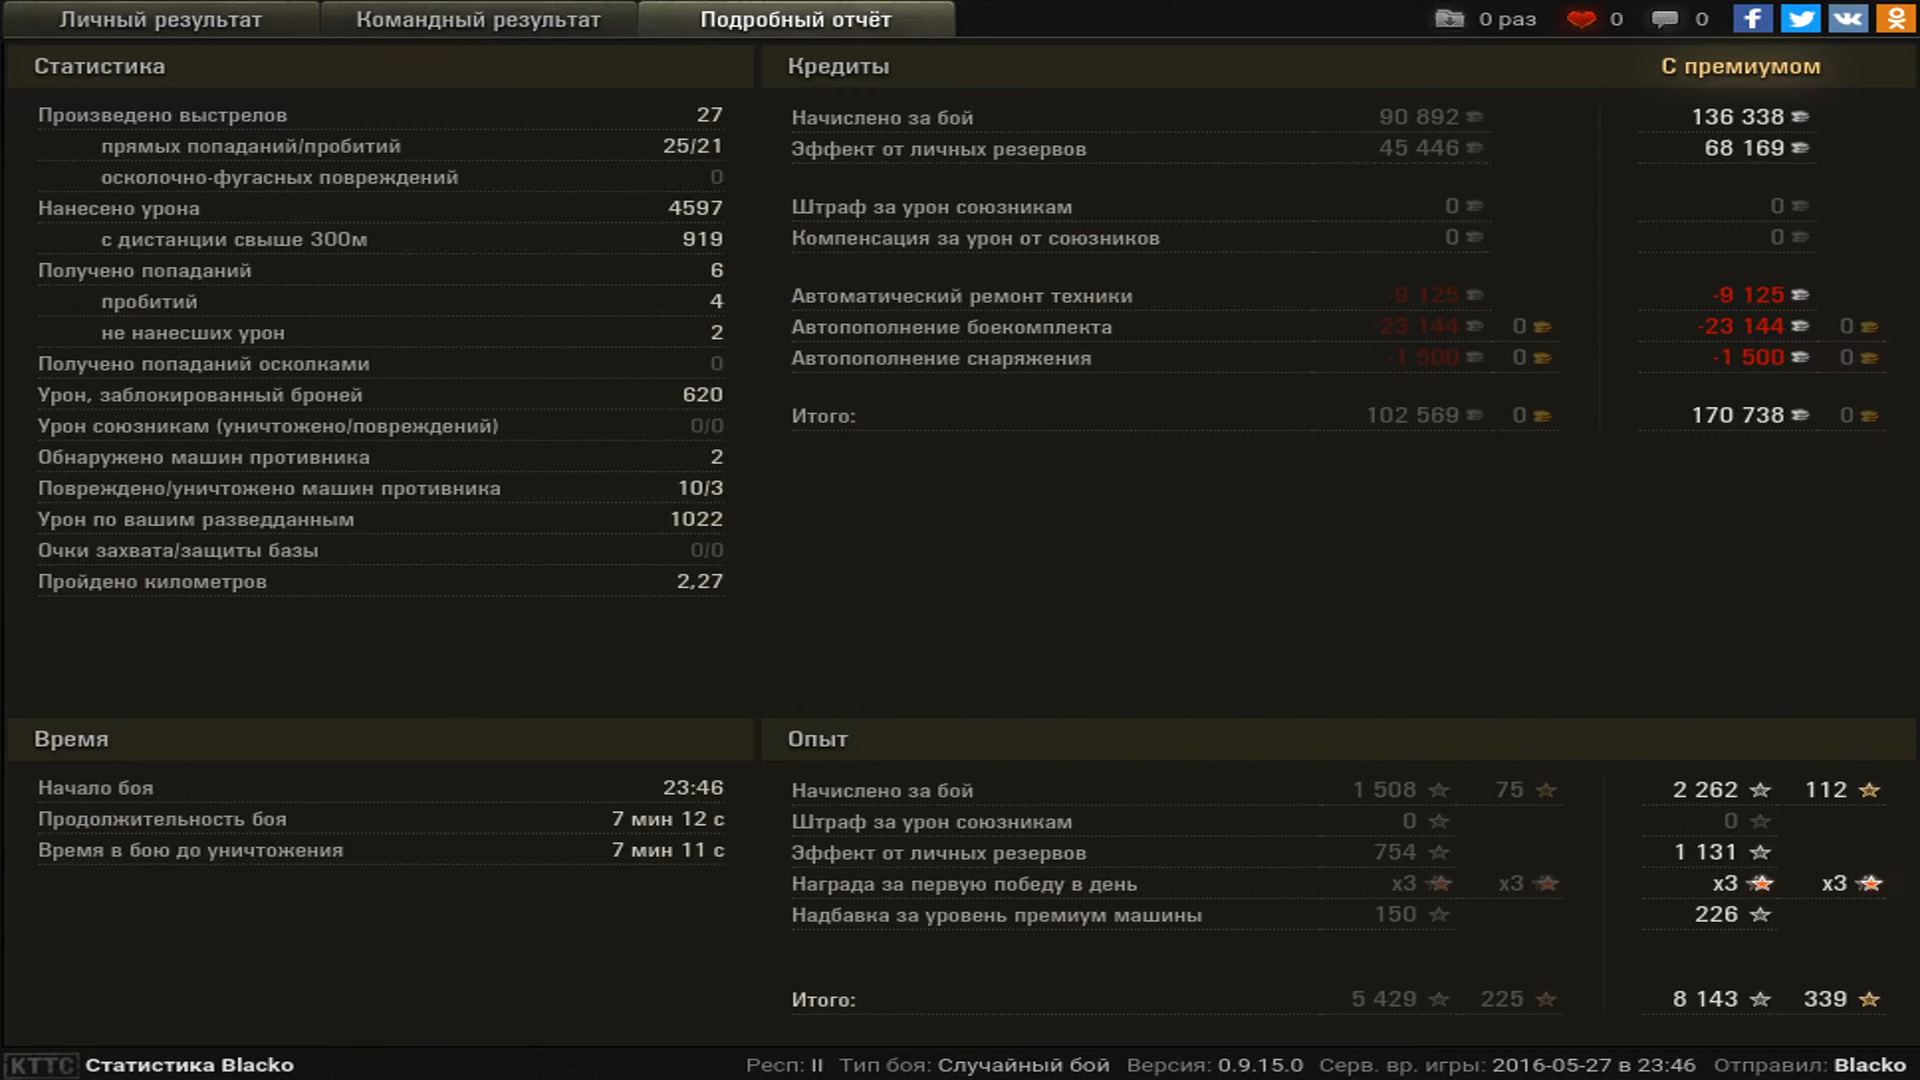 Личный результат Командный результат Подробный отчёт 0 раз 0 0
Статистика
Произведено выстрелов 27
прямых попаданий/пробитий 25/21
осколочно-фугасных повреждений 0
Нанесено урона 4597
с дистанции свыше 300м 919
Получено попаданий 6
пробитий 4
не нанесших урон 2
Получено попаданий осколками 0
Урон, заблокированный броней 620
Урон союзникам (уничтожено/повреждений) 0/0
Обнаружено машин противника 2
Повреждено/уничтожено машин противника 10/3
Урон по вашим разведданным 1022
Очки захвата/защиты базы 0/0
Пройдено километров 2,27
Кредиты С премиумом
Начислено за бой 90 892 136 338
Эффект от личных резервов 45 446 68 169
Штраф за урон союзникам 0 0
Компенсация за урон от союзников 0 0
Автоматический ремонт техники -9 125 -9 125
Автопополнение боекомплекта -23 144 0 -23 144 0
Автопополнение снаряжения -1 500 0 -1 500 0
Итого: 102 569 0 170 738 0
Время
Начало боя 23:46
Продолжительность боя 7 мин 12 с
Время в бою до уничтожения 7 мин 11 с
Опыт
Начислено за бой 1 508 75 2 262 112
Штраф за урон союзникам 0 0
Эффект от личных резервов 754 1 131
Награда за первую победу в день x3 x3 x3 x3
Надбавка за уровень премиум машины 150 226
Итого: 5 429 225 8 143 339
КТТС Статистика Blacko Респ: II Тип боя: Случайный бой Версия: 0.9.15.0 Серв. вр. игры: 2016-05-27 в 23:46 Отправил: Blacko